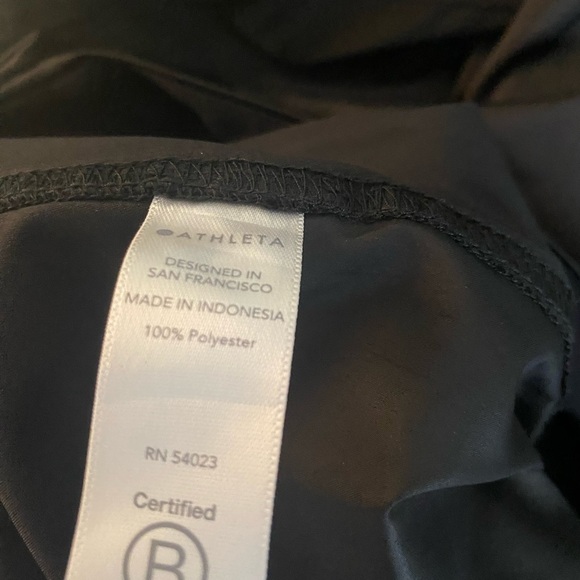 ATHLETA
DESIGNED IN
SAN FRANCISCO
MADE IN INDONESIA
100% Polyester
RN 54023
Certified
B